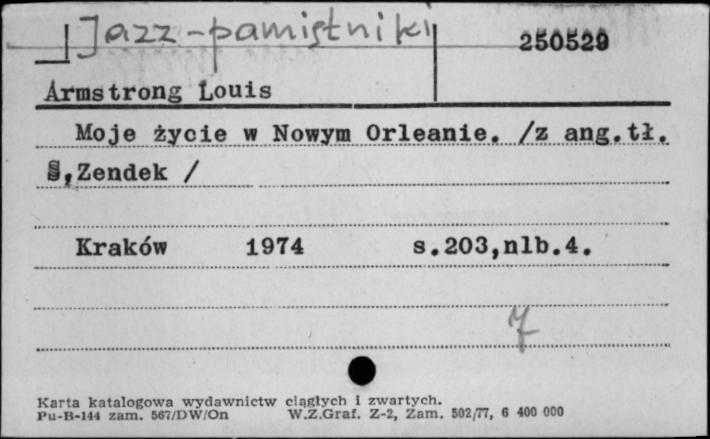 Jazz-pamiętniki
250529
Armstrong Louis
Moje życie w Nowym Orleanie. /z ang.tł.
S,Zendek /
Kraków 1974 s.203,nlb.4.
7
Karta katalogowa wydawnictw ciągłych i zwartych.
Pu-B-144 zam. 567/DW/On W.Z.Graf. Z-2, Zam. 502/77, 6 400 000